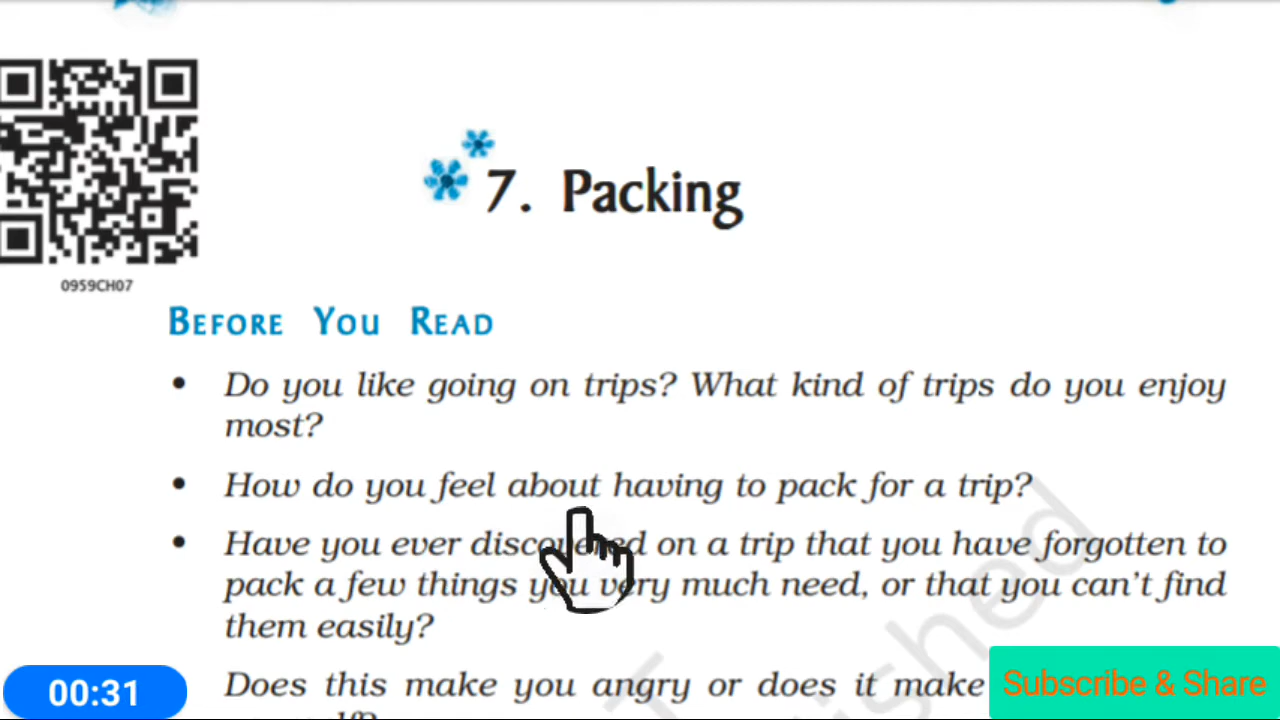 0959CH07
7. Packing
BEFORE YOU READ
• Do you like going on trips? What kind of trips do you enjoy
most?
• How do you feel about having to pack for a trip?
• Have you ever discovered on a trip that you have forgotten to
pack a few things you very much need, or that you can't find
them easily?
Does this make you angry or does it make
00:31
Subscribe & Share